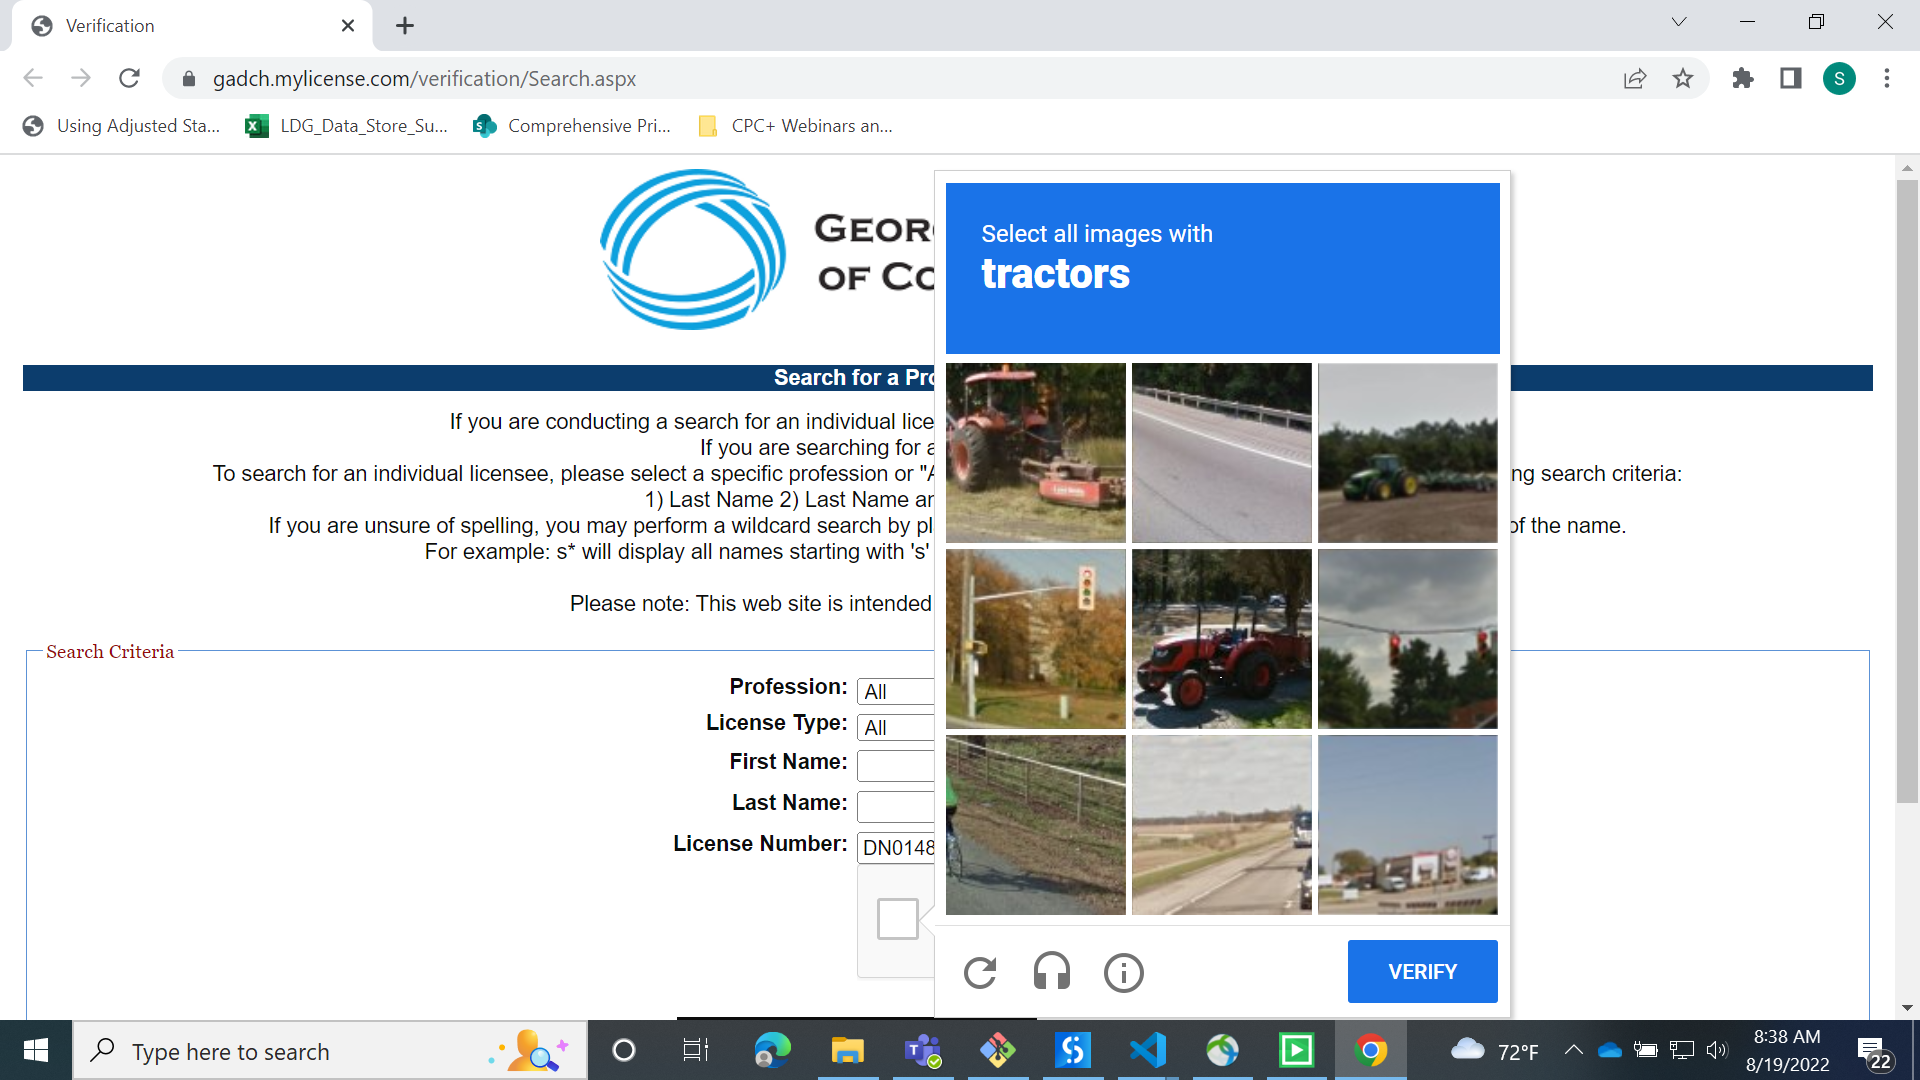 Verification
gadch.mylicense.com/verification/Search.aspx
S
Using Adjusted Sta...
LDG_Data_Store_Su...
Comprehensive Pri...
CPC+ Webinars an...
GEOR
OF CO
Select all images with
tractors
Search for a Pro
If you are conducting a search for an individual lice
If you are searching for a
To search for an individual licensee, please select a specific profession or "A
ng search criteria:
1) Last Name 2) Last Name an
If you are unsure of spelling, you may perform a wildcard search by pl
of the name.
For example: s* will display all names starting with 's'
Please note: This web site is intended
Search Criteria
Profession:
All
License Type:
All
First Name:
Last Name:
License Number:
DN0148
VERIFY
Type here to search
72°F
8:38 AM
8/19/2022
22